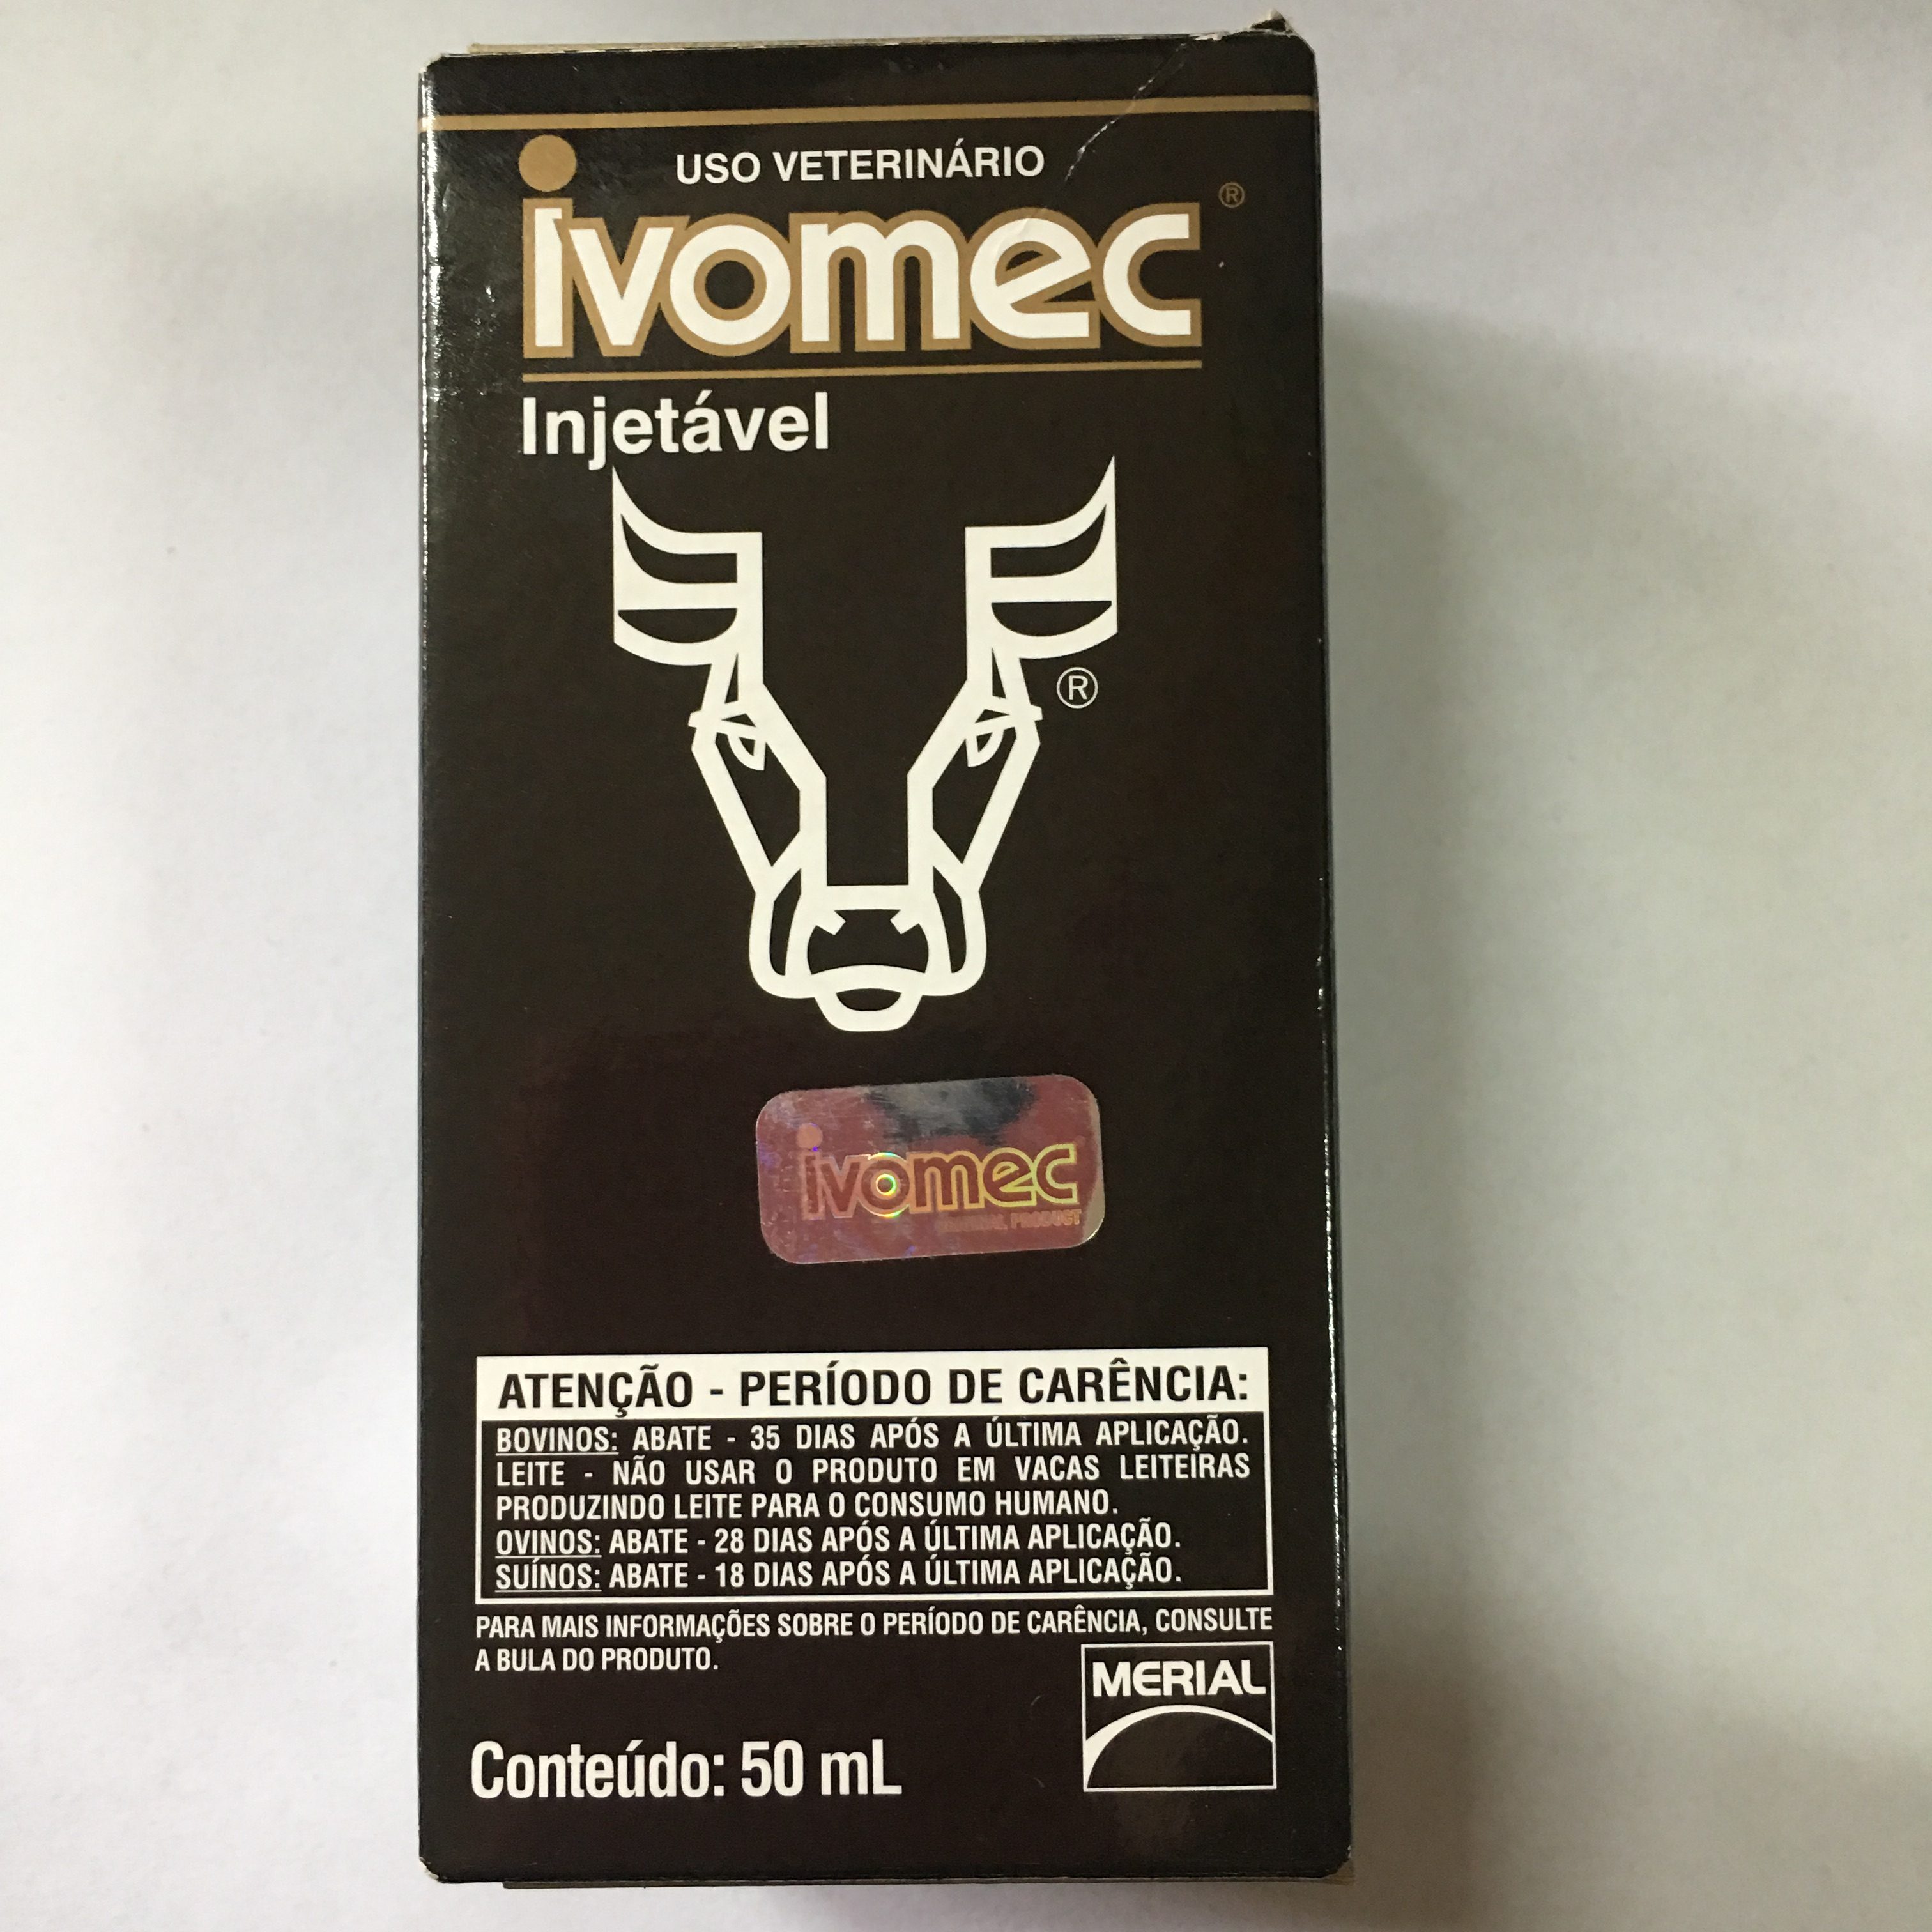 USO VETERINÁRIO
ivomec®
Injetável
®
ivomec
PRODUCT
ATENÇÃO - PERÍODO DE CARÊNCIA:
BOVINOS: ABATE - 35 DIAS APÓS A ÚLTIMA APLICAÇÃO.
LEITE - NÃO USAR O PRODUTO EM VACAS LEITEIRAS
PRODUZINDO LEITE PARA O CONSUMO HUMANO.
OVINOS: ABATE - 28 DIAS APÓS A ÚLTIMA APLICAÇÃO.
SUÍNOS: ABATE - 18 DIAS APÓS A ÚLTIMA APLICAÇÃO.
PARA MAIS INFORMAÇÕES SOBRE O PERÍODO DE CARÊNCIA, CONSULTE
A BULA DO PRODUTO.
MERIAL
Conteúdo: 50 mL